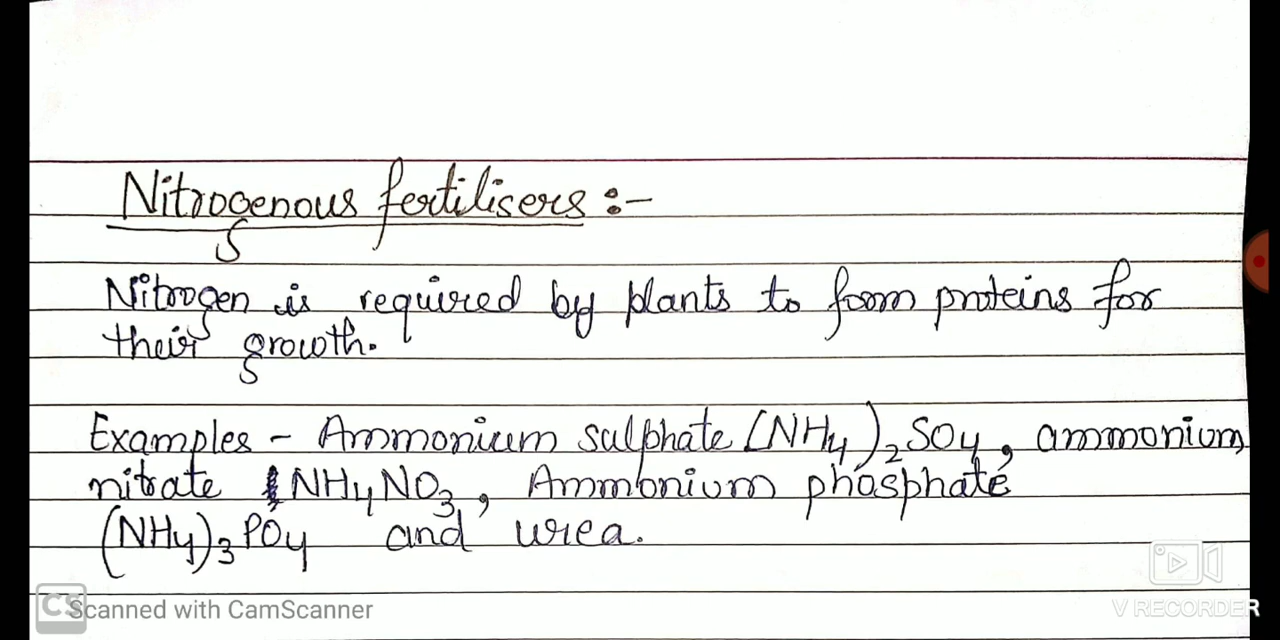 Nitrogenous fertilisers :-
Nitrogen is required by plants to form proteins for
their growth.
Examples - Ammonium sulphate (NH4)2SO4, ammonium
nitrate NH4NO3, Ammonium phosphate
(NH4)3PO4 and urea.
CS Scanned with CamScanner
V RECORDER